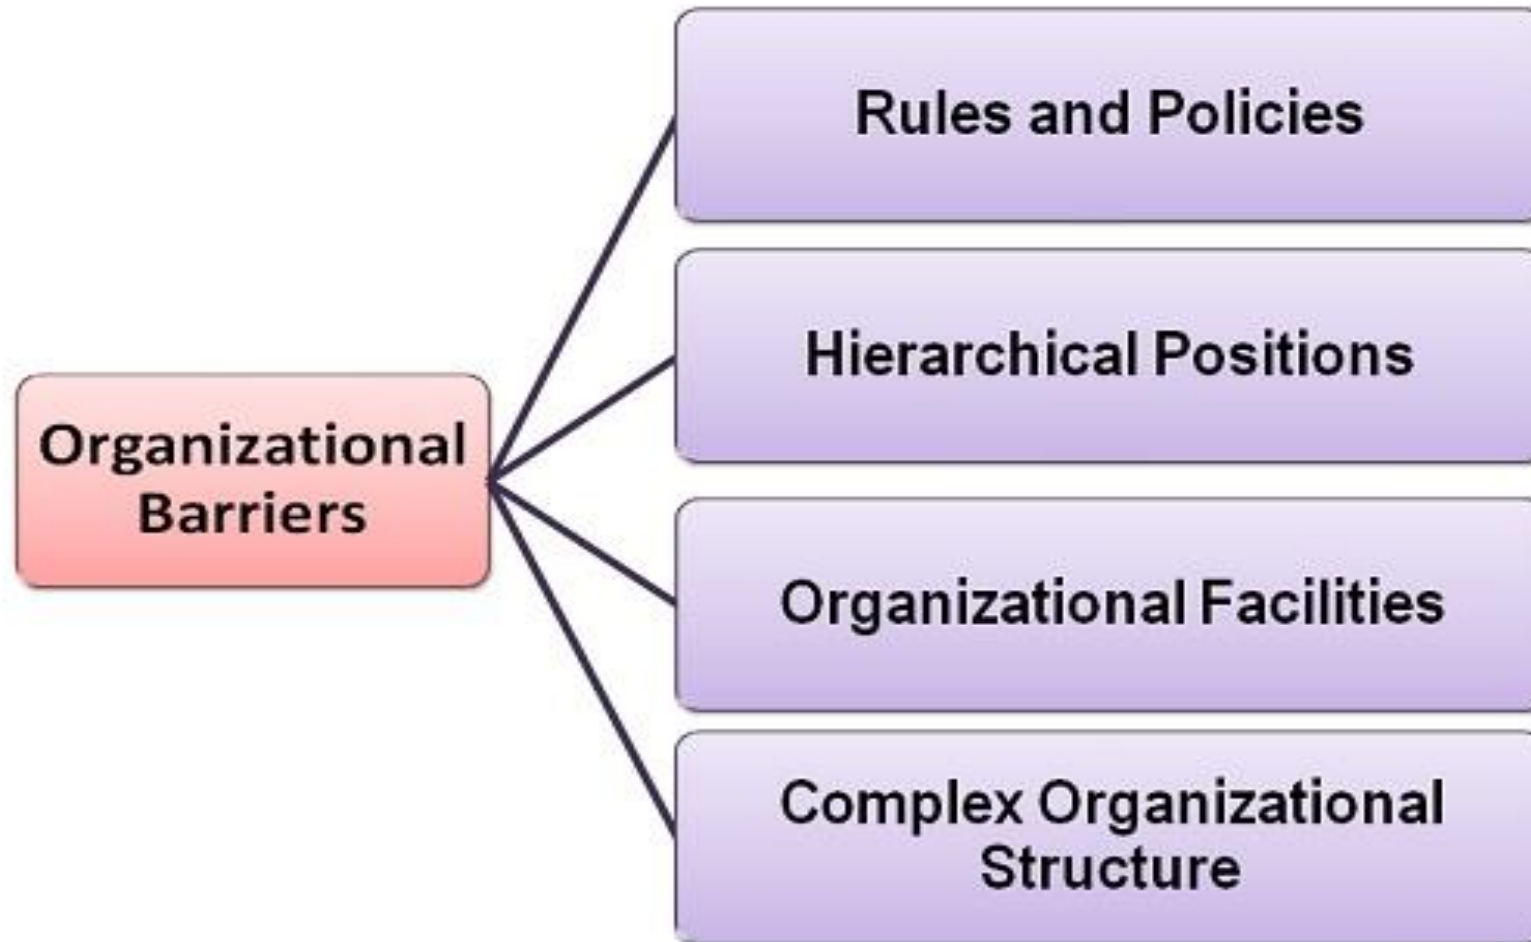 Rules and Policies
Hierarchical Positions
Organizational
Barriers
Organizational Facilities
Complex Organizational
Structure